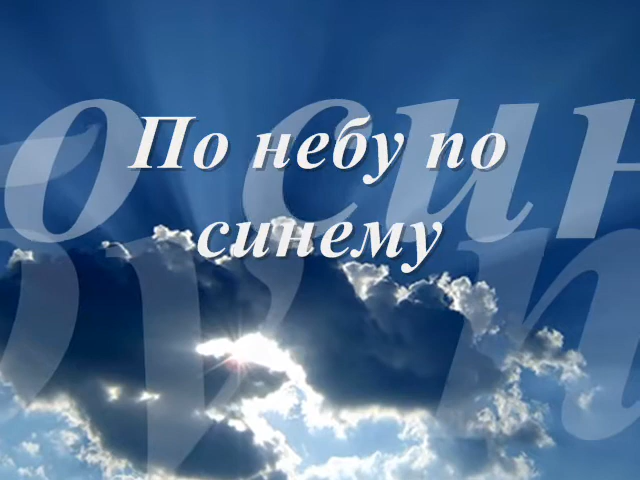 По небу по
синему